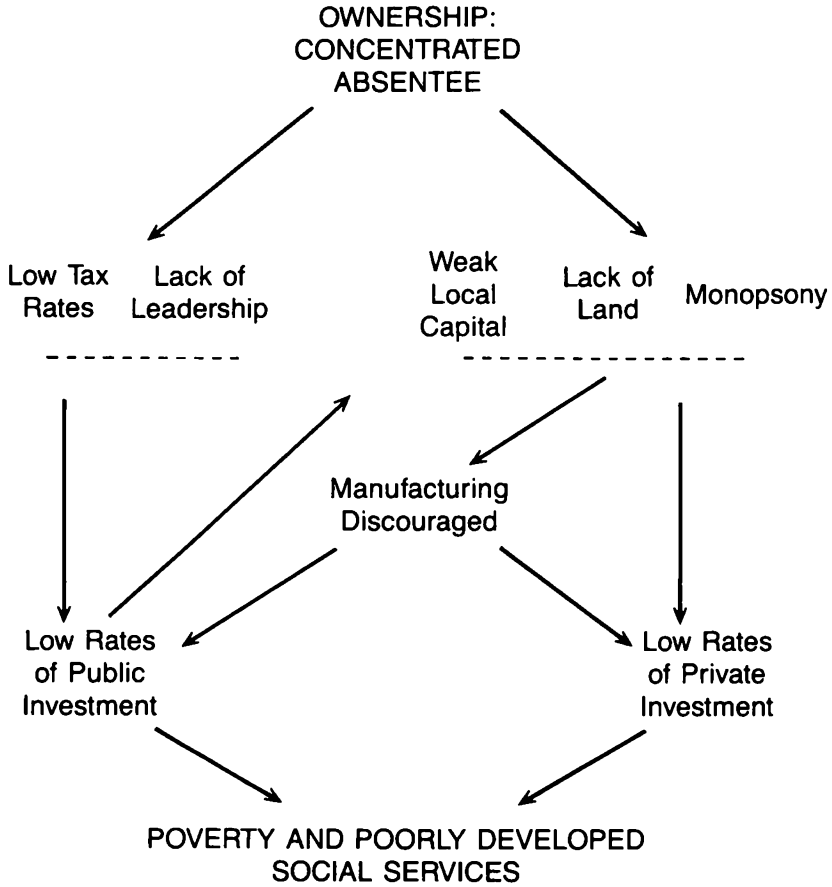 OWNERSHIP:
CONCENTRATED
ABSENTEE
Low Tax
Rates
Lack of
Leadership
Weak
Local
Capital
Lack of
Land
Monopsony
Manufacturing
Discouraged
Low Rates
of Public
Investment
Low Rates
of Private
Investment
POVERTY AND POORLY DEVELOPED
SOCIAL SERVICES